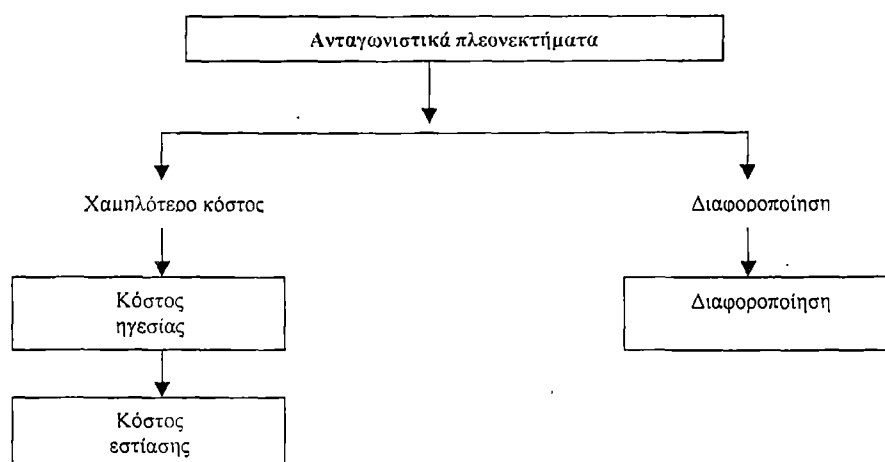 Ανταγωνιστικά πλεονεκτήματα
Χαμηλότερο κόστος
Διαφοροποίηση
Κόστος
ηγεσίας
Διαφοροποίηση
Κόστος
εστίασης